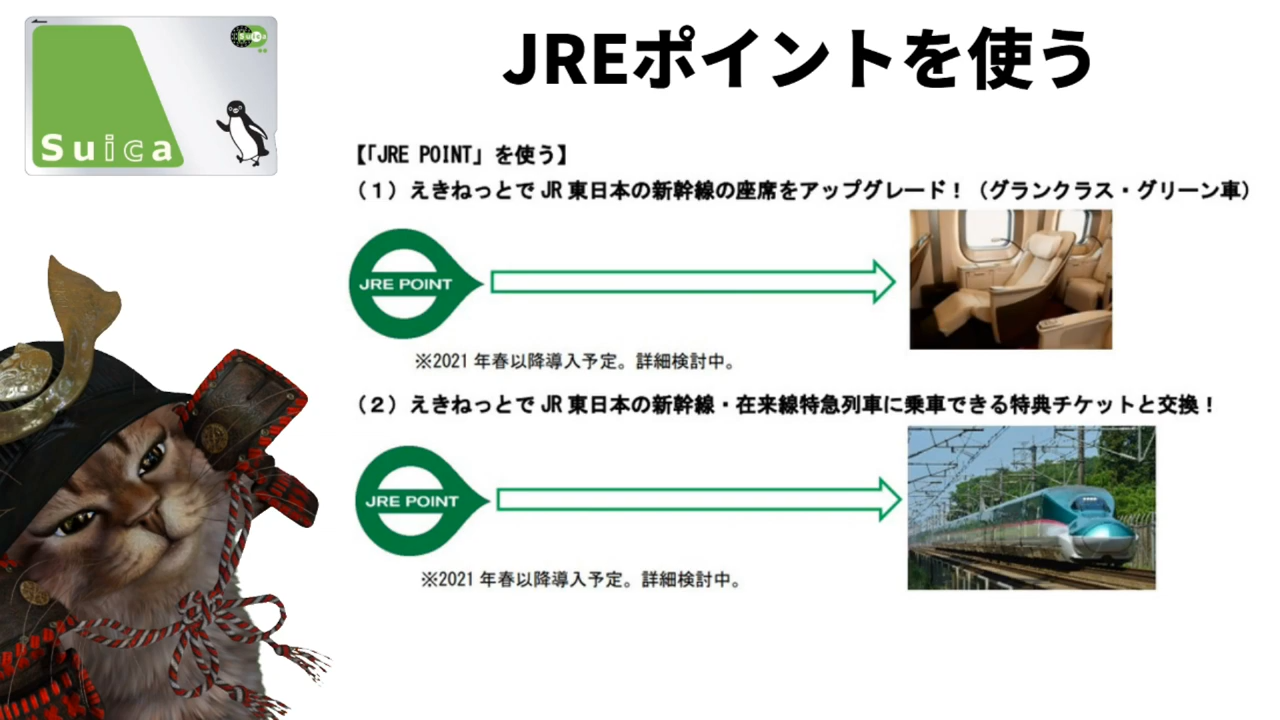 JREポイントを使う
Suica
Suica
【「JRE POINT」を使う】
(1)えきねっとでJR東日本の新幹線の座席をアップグレード!(グランクラス・グリーン車)
JRE POINT
※2021年春以降導入予定。詳細検討中。
(2)えきねっとでJR東日本の新幹線・在来線特急列車に乗車できる特典チケットと交換!
JRE POINT
※2021年春以降導入予定。詳細検討中。